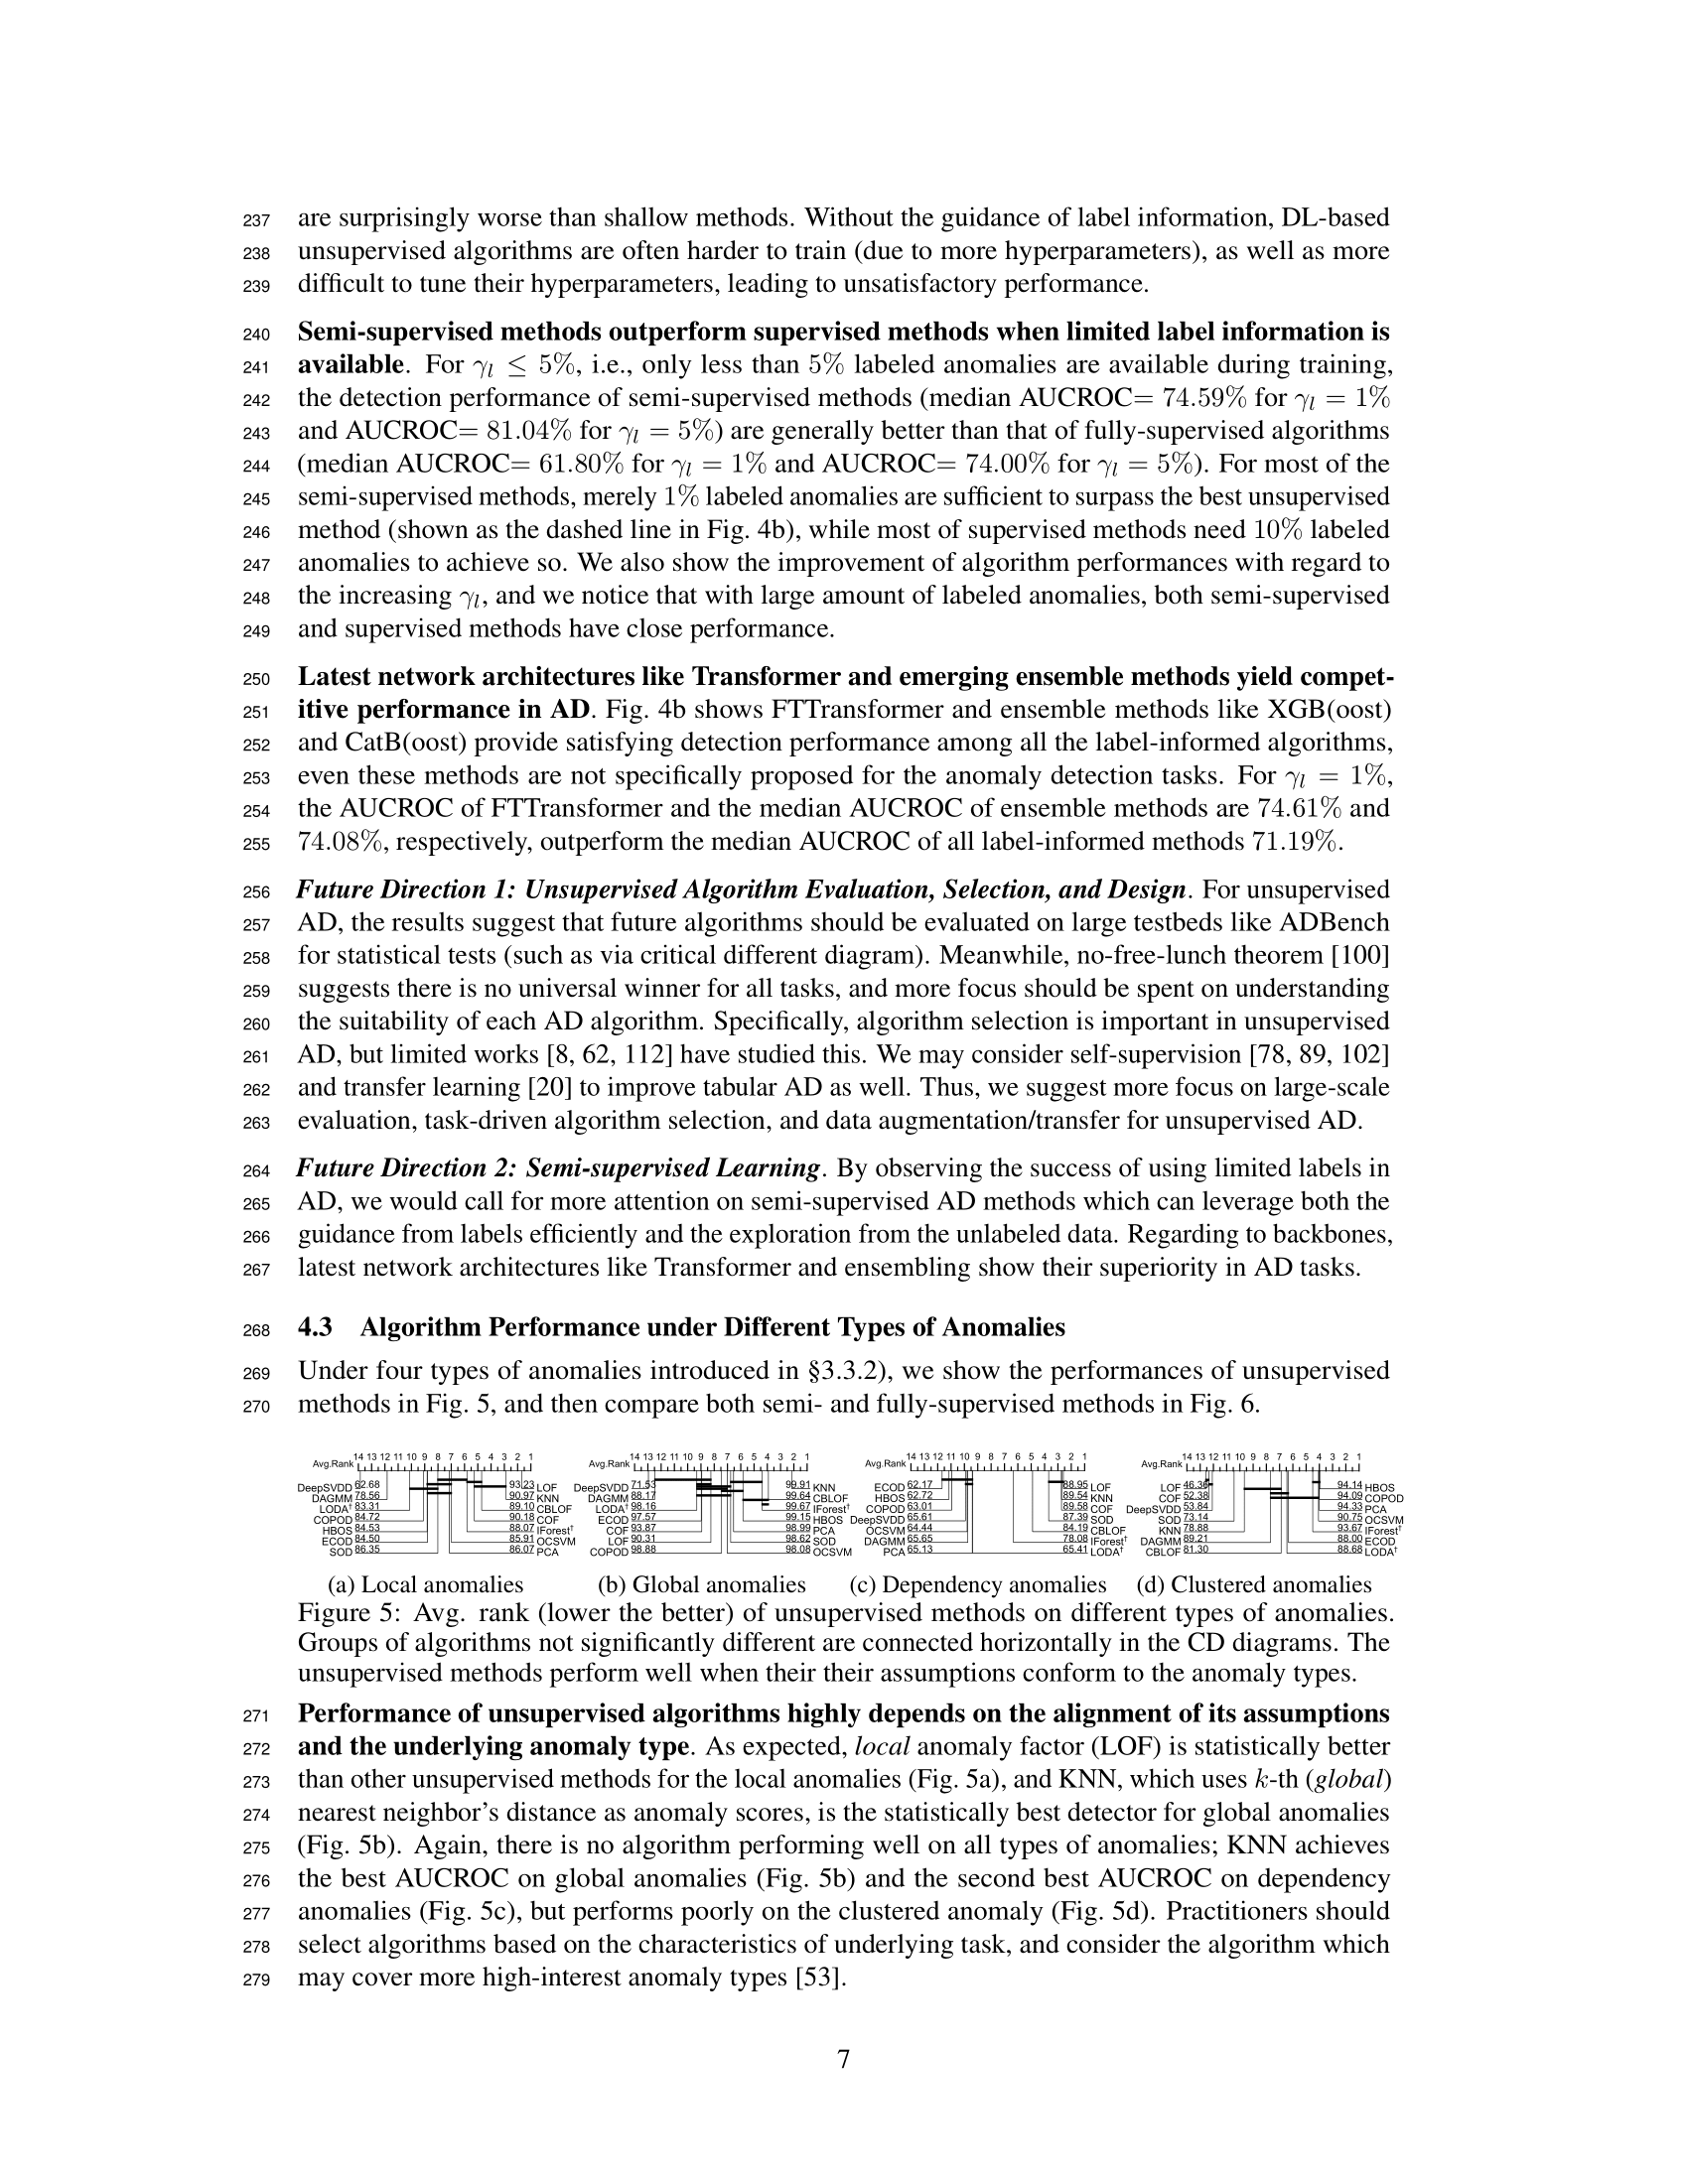 237 are surprisingly worse than shallow methods. Without the guidance of label information, DL-based
238 unsupervised algorithms are often harder to train (due to more hyperparameters), as well as more
239 difficult to tune their hyperparameters, leading to unsatisfactory performance.
240 Semi-supervised methods outperform supervised methods when limited label information is
241 available. For γl ≤ 5%, i.e., only less than 5% labeled anomalies are available during training,
242 the detection performance of semi-supervised methods (median AUCROC= 74.59% for γl = 1%
243 and AUCROC= 81.04% for γl = 5%) are generally better than that of fully-supervised algorithms
244 (median AUCROC= 61.80% for γl = 1% and AUCROC= 74.00% for γl = 5%). For most of the
245 semi-supervised methods, merely 1% labeled anomalies are sufficient to surpass the best unsupervised
246 method (shown as the dashed line in Fig. 4b), while most of supervised methods need 10% labeled
247 anomalies to achieve so. We also show the improvement of algorithm performances with regard to
248 the increasing γl, and we notice that with large amount of labeled anomalies, both semi-supervised
249 and supervised methods have close performance.
250 Latest network architectures like Transformer and emerging ensemble methods yield compet-
251 itive performance in AD. Fig. 4b shows FTTransformer and ensemble methods like XGB(oost)
252 and CatB(oost) provide satisfying detection performance among all the label-informed algorithms,
253 even these methods are not specifically proposed for the anomaly detection tasks. For γl = 1%,
254 the AUCROC of FTTransformer and the median AUCROC of ensemble methods are 74.61% and
255 74.08%, respectively, outperform the median AUCROC of all label-informed methods 71.19%.
256 Future Direction 1: Unsupervised Algorithm Evaluation, Selection, and Design. For unsupervised
257 AD, the results suggest that future algorithms should be evaluated on large testbeds like ADBench
258 for statistical tests (such as via critical different diagram). Meanwhile, no-free-lunch theorem [100]
259 suggests there is no universal winner for all tasks, and more focus should be spent on understanding
260 the suitability of each AD algorithm. Specifically, algorithm selection is important in unsupervised
261 AD, but limited works [8, 62, 112] have studied this. We may consider self-supervision [78, 89, 102]
262 and transfer learning [20] to improve tabular AD as well. Thus, we suggest more focus on large-scale
263 evaluation, task-driven algorithm selection, and data augmentation/transfer for unsupervised AD.
264 Future Direction 2: Semi-supervised Learning. By observing the success of using limited labels in
265 AD, we would call for more attention on semi-supervised AD methods which can leverage both the
266 guidance from labels efficiently and the exploration from the unlabeled data. Regarding to backbones,
267 latest network architectures like Transformer and ensembling show their superiority in AD tasks.
268 4.3 Algorithm Performance under Different Types of Anomalies
269 Under four types of anomalies introduced in §3.3.2), we show the performances of unsupervised
270 methods in Fig. 5, and then compare both semi- and fully-supervised methods in Fig. 6.
Avg.Rank 14 13 12 11 10 9 8 7 6 5 4 3 2 1
DeepSVDD 62.68 93.23 LOF
DAGMM 78.56 90.97 KNN
LODA† 83.31 89.10 CBLOF
COPOD 84.72 90.18 COF
HBOS 84.53 88.07 IForest†
ECOD 84.50 85.91 OCSVM
SOD 86.35 86.07 PCA
(a) Local anomalies
Avg.Rank 14 13 12 11 10 9 8 7 6 5 4 3 2 1
DeepSVDD 71.53 99.91 KNN
DAGMM 88.17 99.64 CBLOF
LODA† 98.16 99.67 IForest†
ECOD 97.57 99.15 HBOS
COF 93.87 98.99 PCA
LOF 90.31 98.62 SOD
COPOD 98.88 98.08 OCSVM
(b) Global anomalies
Avg.Rank 14 13 12 11 10 9 8 7 6 5 4 3 2 1
ECOD 62.17 88.95 LOF
HBOS 62.72 89.54 KNN
COPOD 63.01 89.58 COF
DeepSVDD 65.61 87.39 SOD
OCSVM 64.44 84.19 CBLOF
DAGMM 65.65 78.08 IForest†
PCA 65.13 65.41 LODA†
(c) Dependency anomalies
Avg.Rank 14 13 12 11 10 9 8 7 6 5 4 3 2 1
LOF 46.36 94.14 HBOS
COF 52.38 94.09 COPOD
DeepSVDD 53.84 94.33 PCA
SOD 73.14 90.75 OCSVM
KNN 78.88 93.67 IForest†
DAGMM 89.21 88.00 ECOD
CBLOF 81.30 88.68 LODA†
(d) Clustered anomalies
Figure 5: Avg. rank (lower the better) of unsupervised methods on different types of anomalies.
Groups of algorithms not significantly different are connected horizontally in the CD diagrams. The
unsupervised methods perform well when their their assumptions conform to the anomaly types.
271 Performance of unsupervised algorithms highly depends on the alignment of its assumptions
272 and the underlying anomaly type. As expected, local anomaly factor (LOF) is statistically better
273 than other unsupervised methods for the local anomalies (Fig. 5a), and KNN, which uses k-th (global)
274 nearest neighbor's distance as anomaly scores, is the statistically best detector for global anomalies
275 (Fig. 5b). Again, there is no algorithm performing well on all types of anomalies; KNN achieves
276 the best AUCROC on global anomalies (Fig. 5b) and the second best AUCROC on dependency
277 anomalies (Fig. 5c), but performs poorly on the clustered anomaly (Fig. 5d). Practitioners should
278 select algorithms based on the characteristics of underlying task, and consider the algorithm which
279 may cover more high-interest anomaly types [53].
7